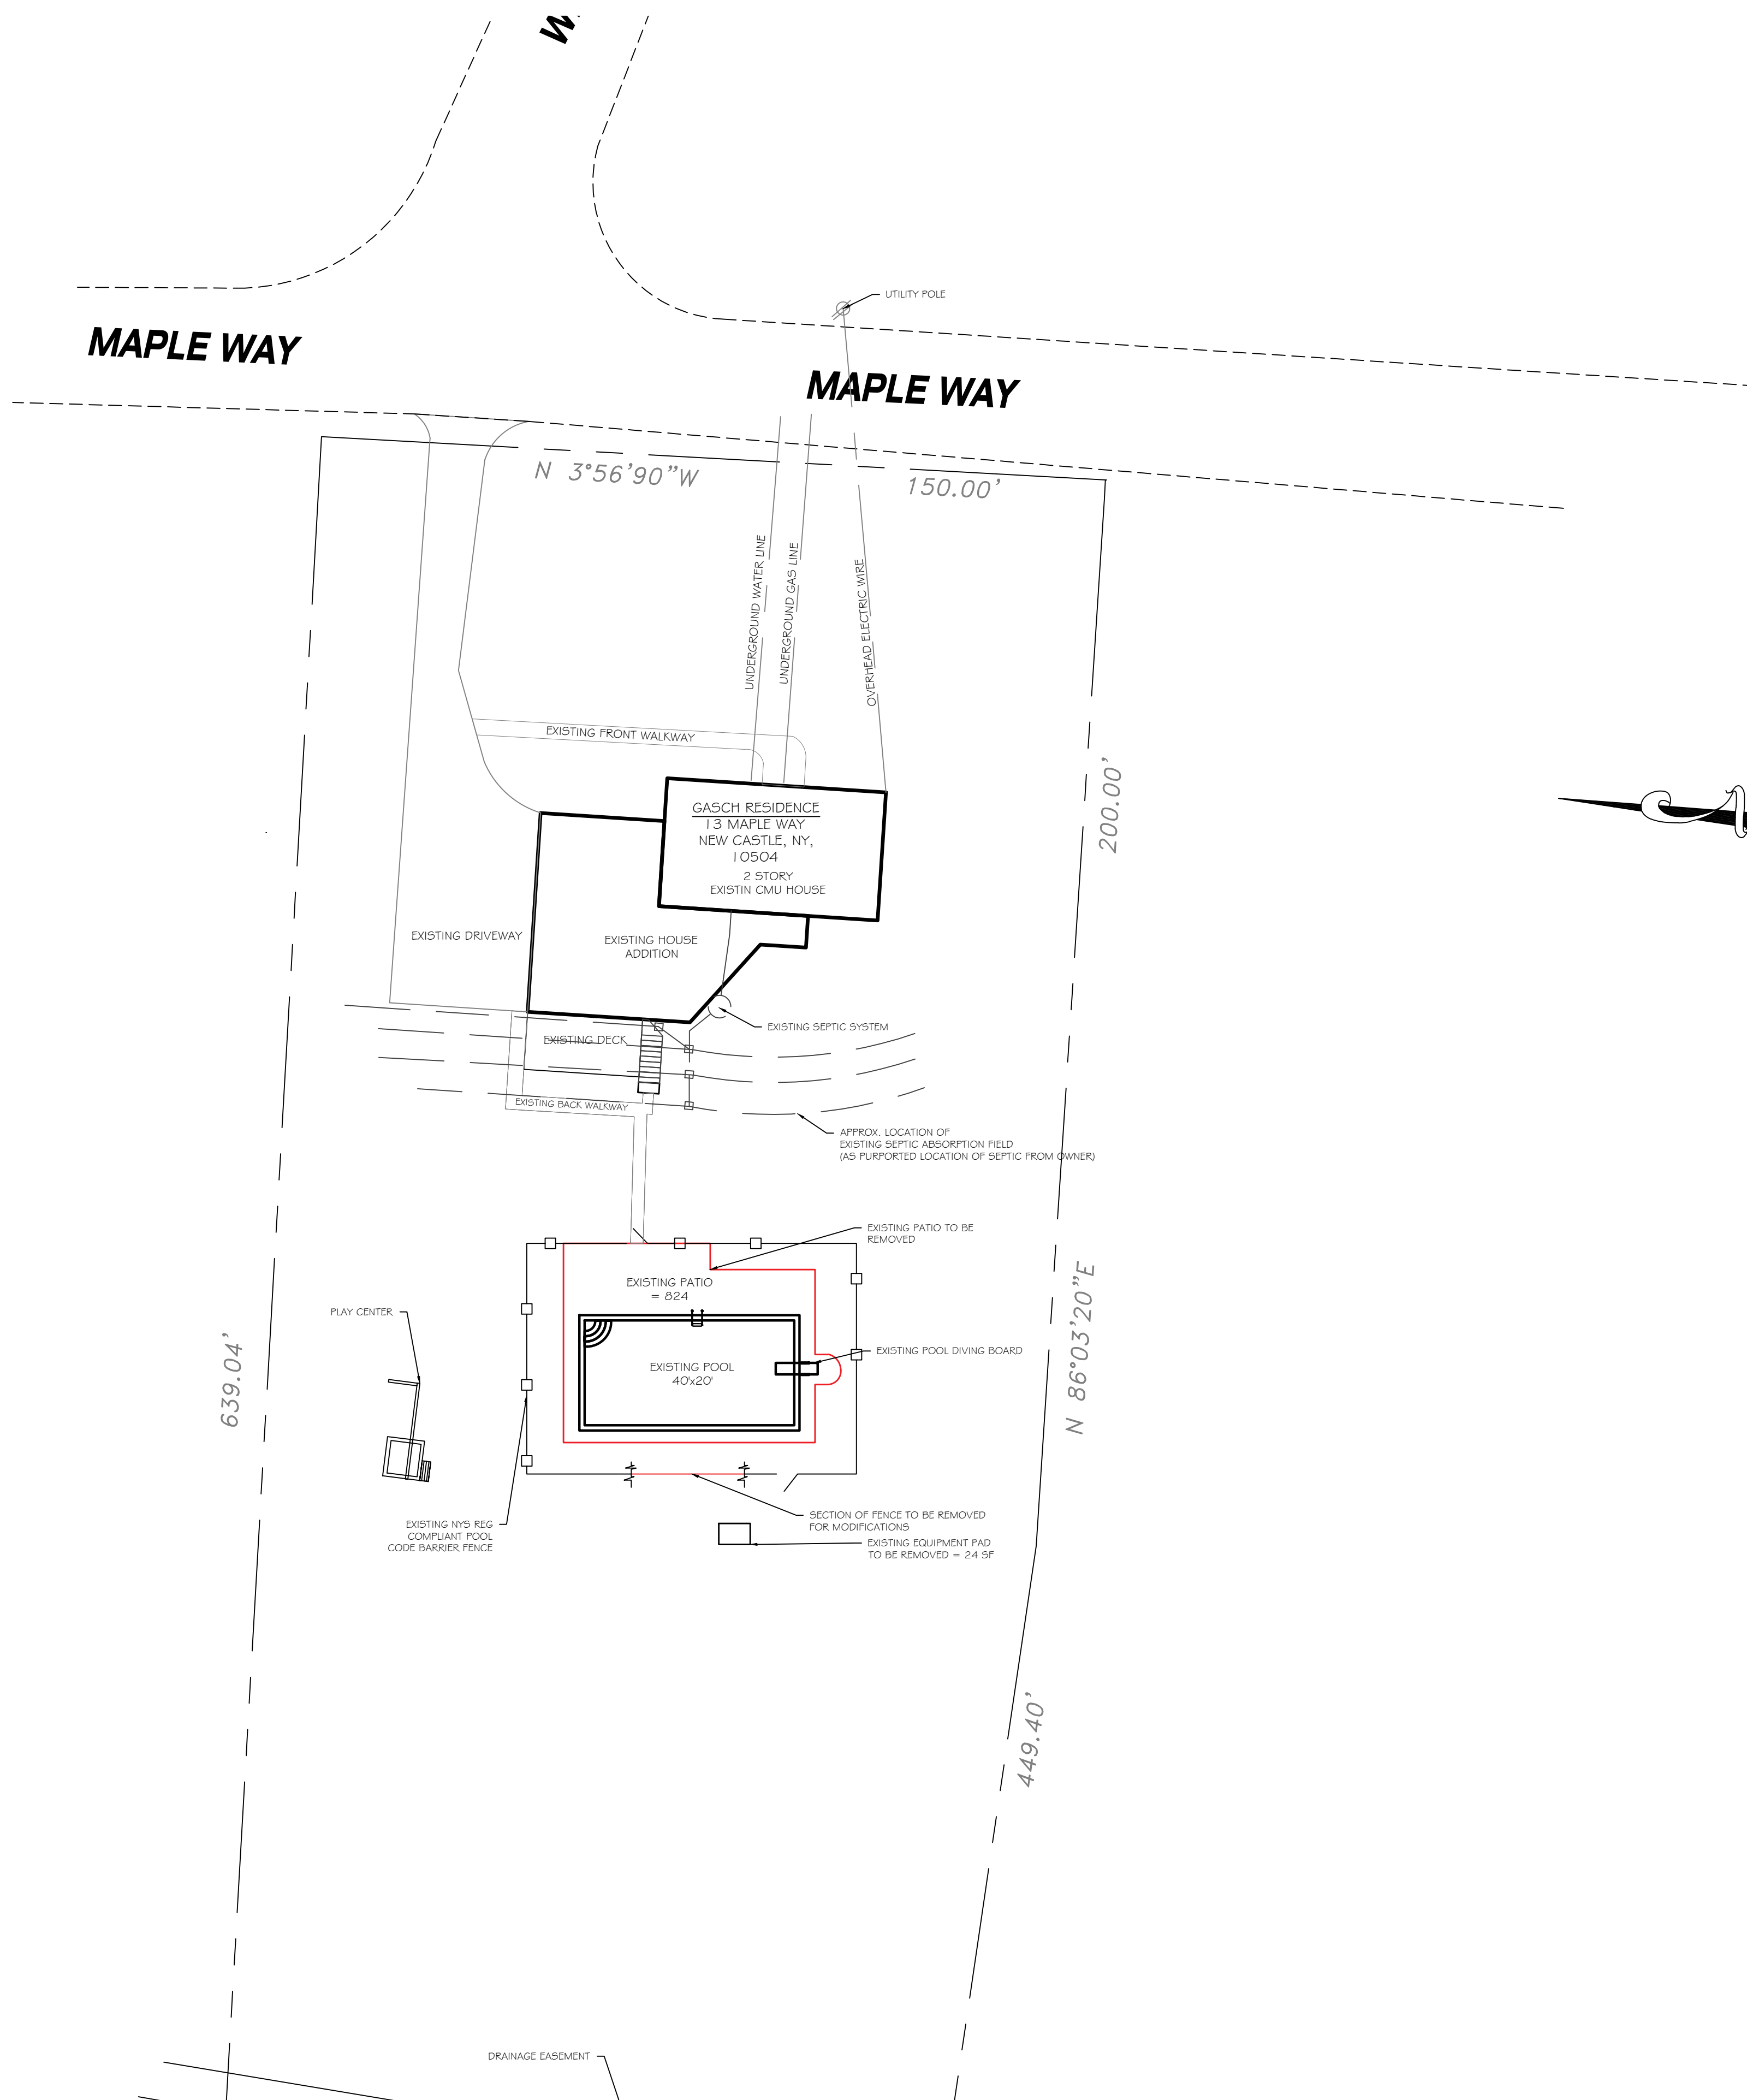 UTILITY POLE
MAPLE WAY
MAPLE WAY
N 3°56'90"W
150.00'
UNDERGROUND WATER LINE
UNDERGROUND GAS LINE
OVERHEAD ELECTRIC WIRE
EXISTING FRONT WALKWAY
200.00'
GASCH RESIDENCE
13 MAPLE WAY
NEW CASTLE, NY,
10504
2 STORY
EXISTIN CMU HOUSE
EXISTING DRIVEWAY
EXISTING HOUSE
ADDITION
EXISTING SEPTIC SYSTEM
EXISTING DECK
EXISTING BACK WALKWAY
APPROX. LOCATION OF
EXISTING SEPTIC ABSORPTION FIELD
(AS PURPORTED LOCATION OF SEPTIC FROM OWNER)
EXISTING PATIO TO BE
REMOVED
EXISTING PATIO
= 824
PLAY CENTER
N 86°03'20"E
639.04'
EXISTING POOL DIVING BOARD
EXISTING POOL
40'x20'
SECTION OF FENCE TO BE REMOVED
FOR MODIFICATIONS
EXISTING NYS REG
COMPLIANT POOL
CODE BARRIER FENCE
EXISTING EQUIPMENT PAD
TO BE REMOVED = 24 SF
449.40'
DRAINAGE EASEMENT